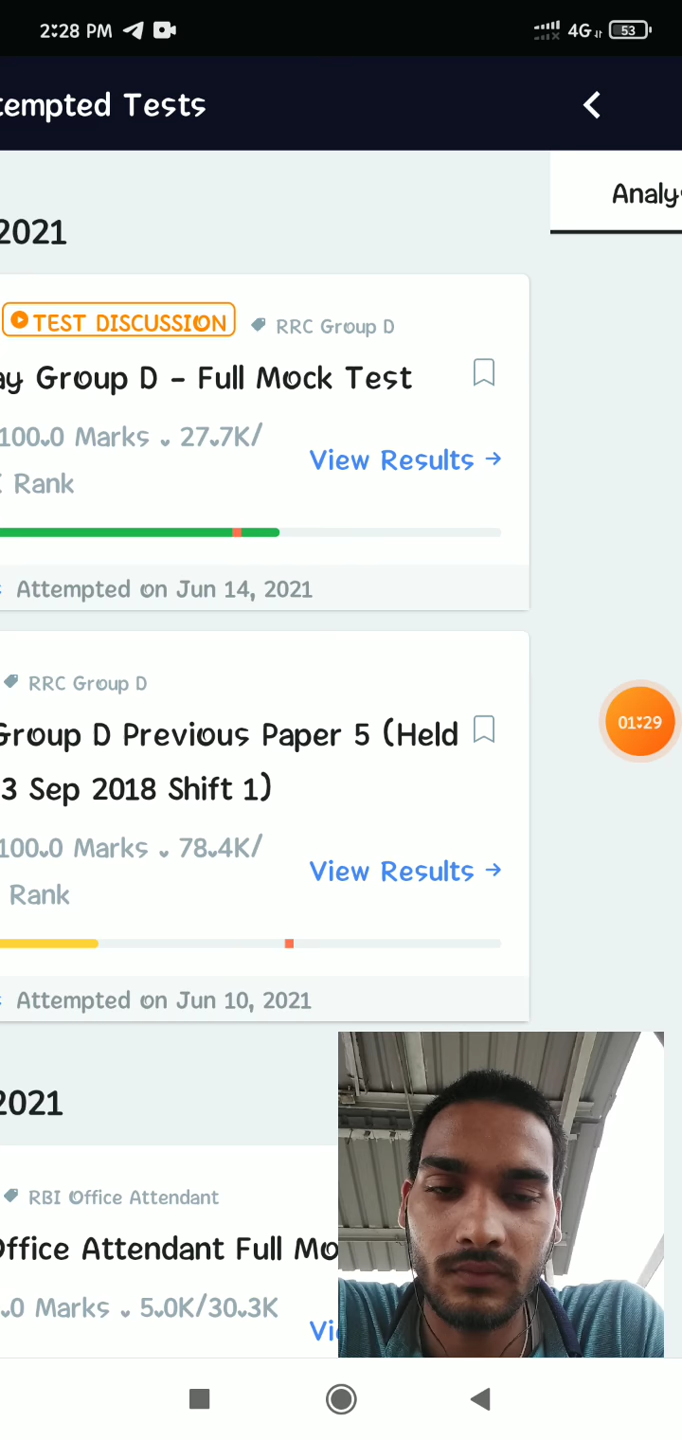 2:28 PM 4G 53
tempted Tests
Analy
2021
TEST DISCUSSION RRC Group D
ay Group D - Full Mock Test
100.0 Marks . 27.7K/
View Results →
Rank
Attempted on Jun 14, 2021
RRC Group D
Group D Previous Paper 5 (Held
3 Sep 2018 Shift 1)
01:29
100.0 Marks . 78.4K/
View Results →
Rank
Attempted on Jun 10, 2021
2021
RBI Office Attendant
Office Attendant Full Mo
.0 Marks . 5.0K/30.3K
Vi